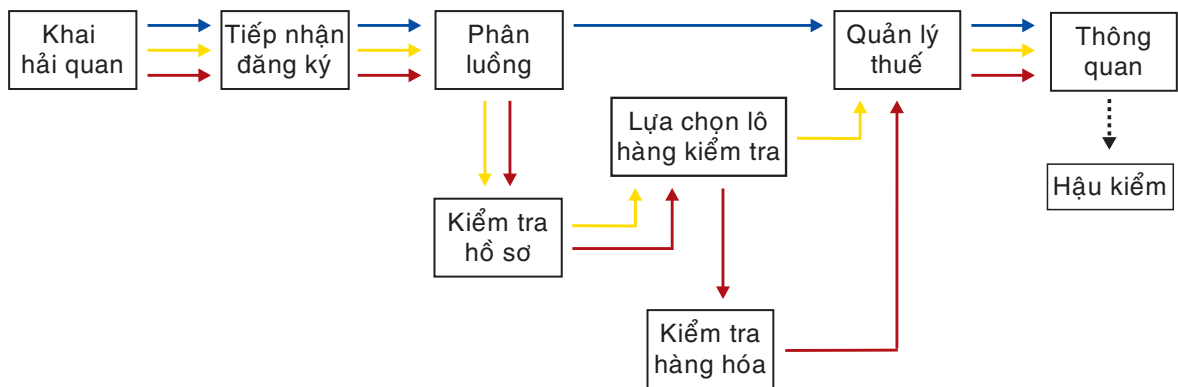 Khai
hải quan
Tiếp nhận
đăng ký
Phân
luồng
Quản lý
thuế
Thông
quan
Lựa chọn lô
hàng kiểm tra
Hậu kiểm
Kiểm tra
hồ sơ
Kiểm tra
hàng hóa